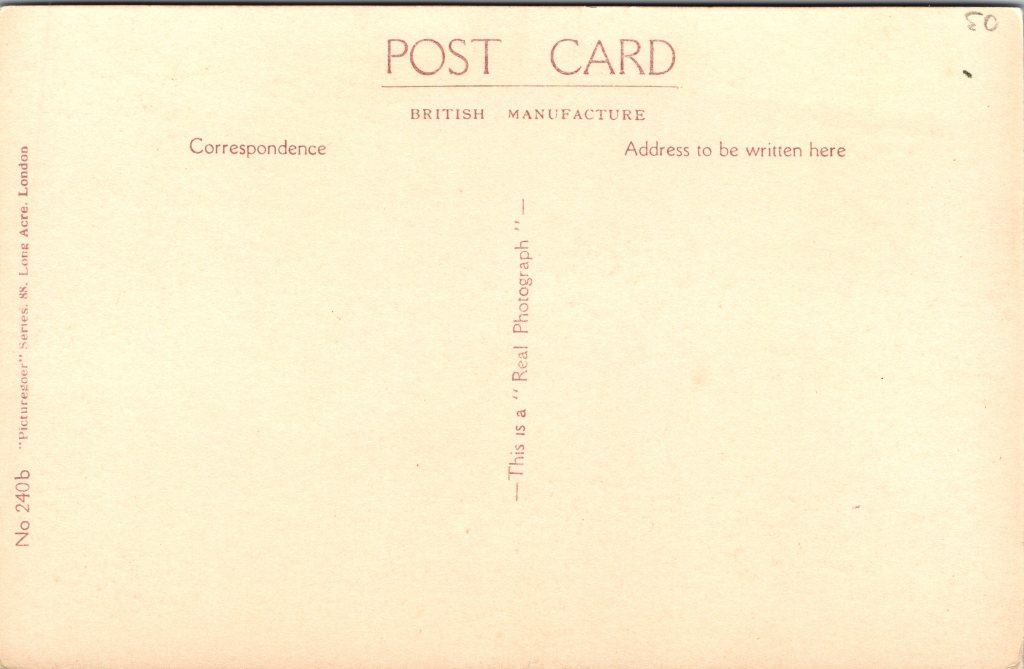 POST CARD
BRITISH MANUFACTURE
Correspondence
Address to be written here
—This is a "Real Photograph"—
No 240b "Picturegoer" Series, 88, Long Acre, London